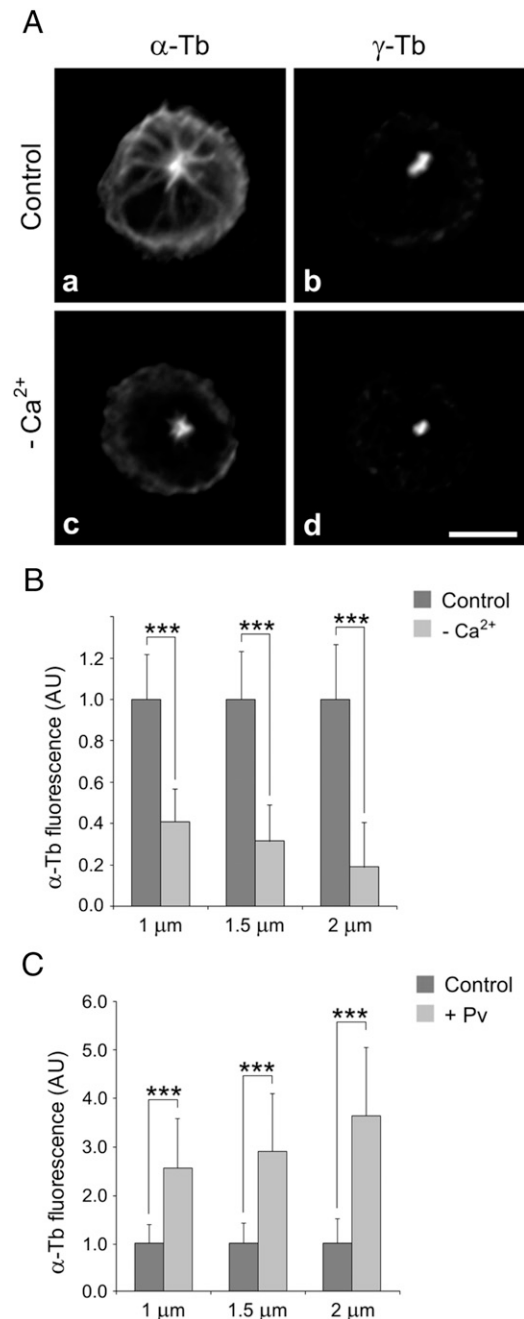 A
α-Tb γ-Tb
Control
a b
- Ca²⁺
c d
B
Control
- Ca²⁺
α-Tb fluorescence (AU)
1.2
1.0
0.8
0.6
0.4
0.2
0.0
*** *** ***
1 μm 1.5 μm 2 μm
C
Control
+ Pv
α-Tb fluorescence (AU)
6.0
5.0
4.0
3.0
2.0
1.0
0.0
*** *** ***
1 μm 1.5 μm 2 μm